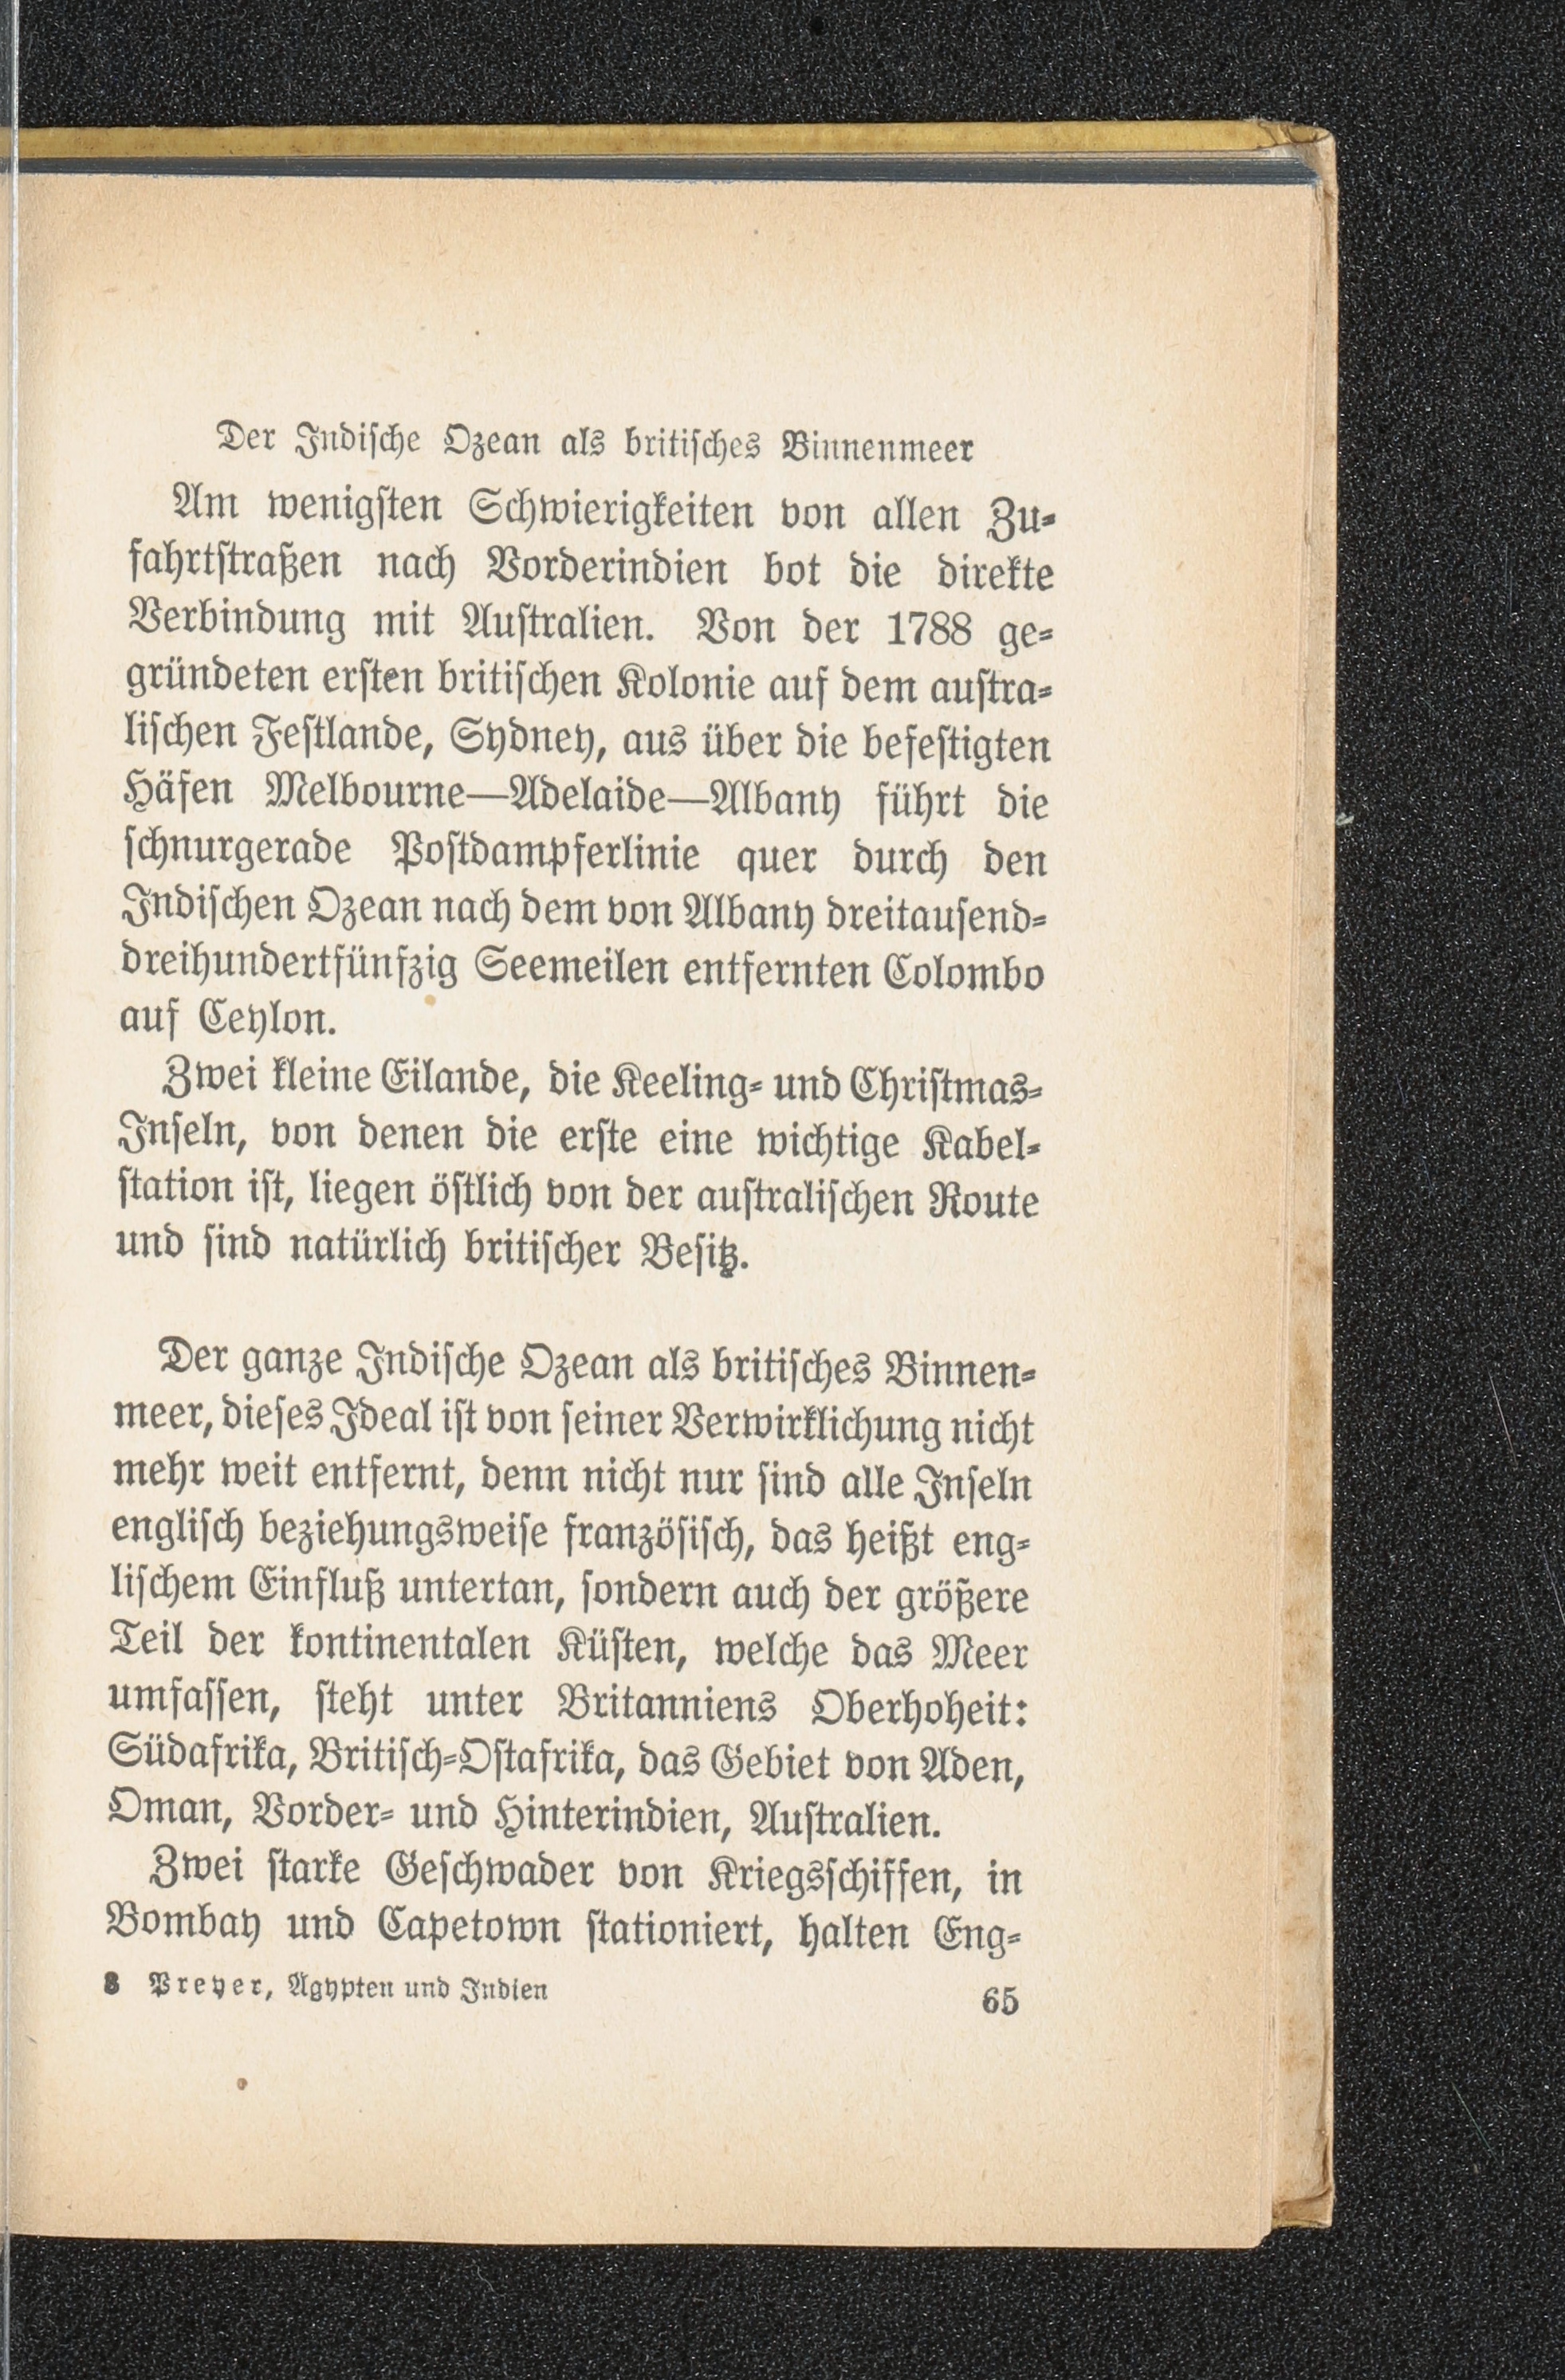 Der Indische Ozean als britisches Binnenmeer
Am wenigsten Schwierigkeiten von allen Zu-
fahrtstraßen nach Vorderindien bot die direkte
Verbindung mit Australien. Von der 1788 ge-
gründeten ersten britischen Kolonie auf dem austra-
lischen Festlande, Sydney, aus über die befestigten
Häfen Melbourne—Adelaide—Albany führt die
schnurgerade Postdampferlinie quer durch den
Indischen Ozean nach dem von Albany dreitausend-
dreihundertfünfzig Seemeilen entfernten Colombo
auf Ceylon.
Zwei kleine Eilande, die Keeling- und Christmas-
Inseln, von denen die erste eine wichtige Kabel-
station ist, liegen östlich von der australischen Route
und sind natürlich britischer Besitz.
Der ganze Indische Ozean als britisches Binnen-
meer, dieses Ideal ist von seiner Verwirklichung nicht
mehr weit entfernt, denn nicht nur sind alle Inseln
englisch beziehungsweise französisch, das heißt eng-
lischem Einfluß untertan, sondern auch der größere
Teil der kontinentalen Küsten, welche das Meer
umfassen, steht unter Britanniens Oberhoheit:
Südafrika, Britisch-Ostafrika, das Gebiet von Aden,
Oman, Vorder- und Hinterindien, Australien.
Zwei starke Geschwader von Kriegsschiffen, in
Bombay und Capetown stationiert, halten Eng-
8 Preyer, Ägypten und Indien 65